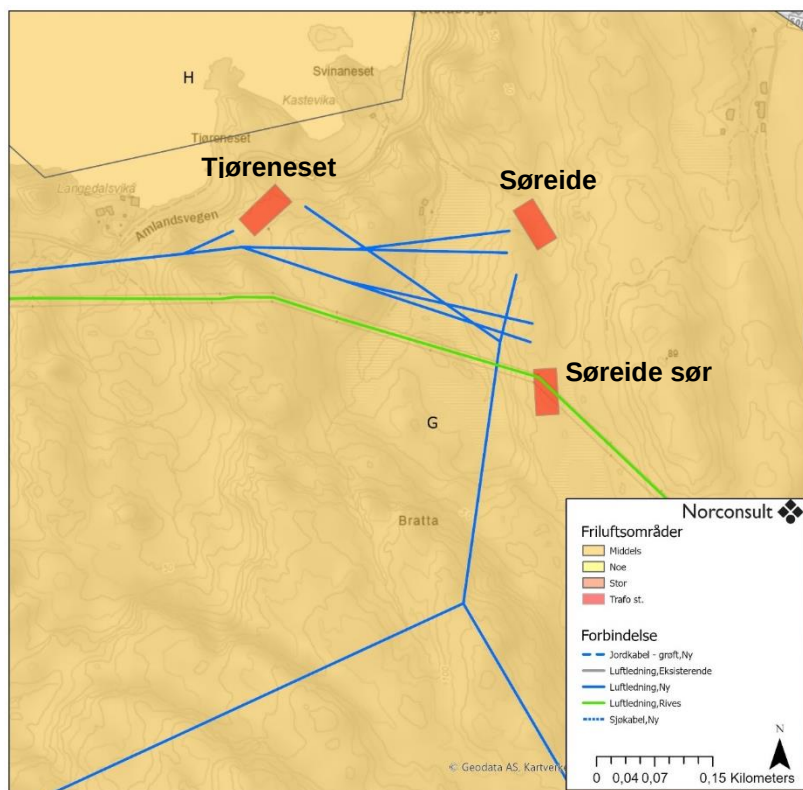 H
Svinaneset
Kastevika
Tjøreneset
Tjøreneset
Søreide
Langedalsvika
Amlandsvegen
Søreide sør
G
Bratta
Norconsult
Friluftsområder
Middels
Noe
Stor
Trafo st.
Forbindelse
Jordkabel - grøft,Ny
Luftledning,Eksisterende
Luftledning,Ny
Luftledning,Rives
Sjøkabel,Ny
N
© Geodata AS, Kartverke
0 0,04 0,07 0,15 Kilometers